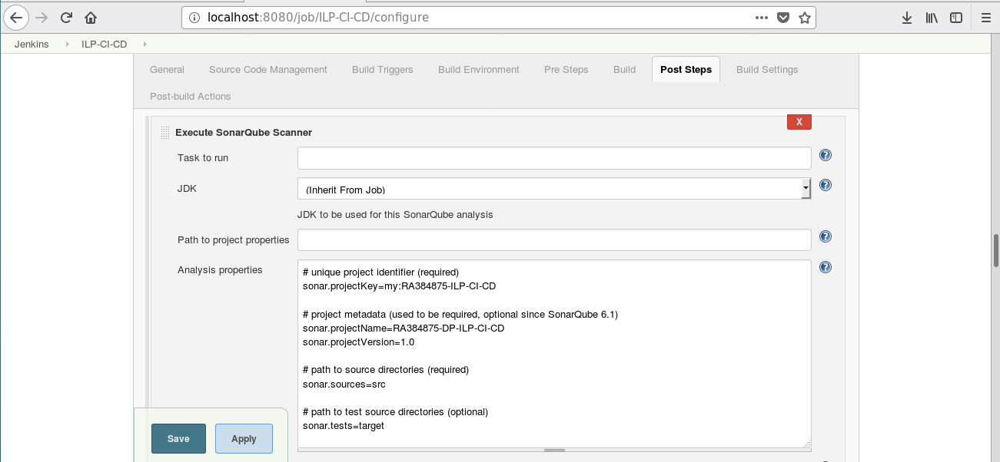 localhost:8080/job/ILP-CI-CD/configure
Jenkins ILP-CI-CD
General Source Code Management Build Triggers Build Environment Pre Steps Build Post Steps Build Settings
Post-build Actions
X
Execute SonarQube Scanner
Task to run
JDK (Inherit From Job)
JDK to be used for this SonarQube analysis
Path to project properties
Analysis properties
# unique project identifier (required)
sonar.projectKey=my:RA384875-ILP-CI-CD
# project metadata (used to be required, optional since SonarQube 6.1)
sonar.projectName=RA384875-DP-ILP-CI-CD
sonar.projectVersion=1.0
# path to source directories (required)
sonar.sources=src
# path to test source directories (optional)
sonar.tests=target
Save Apply